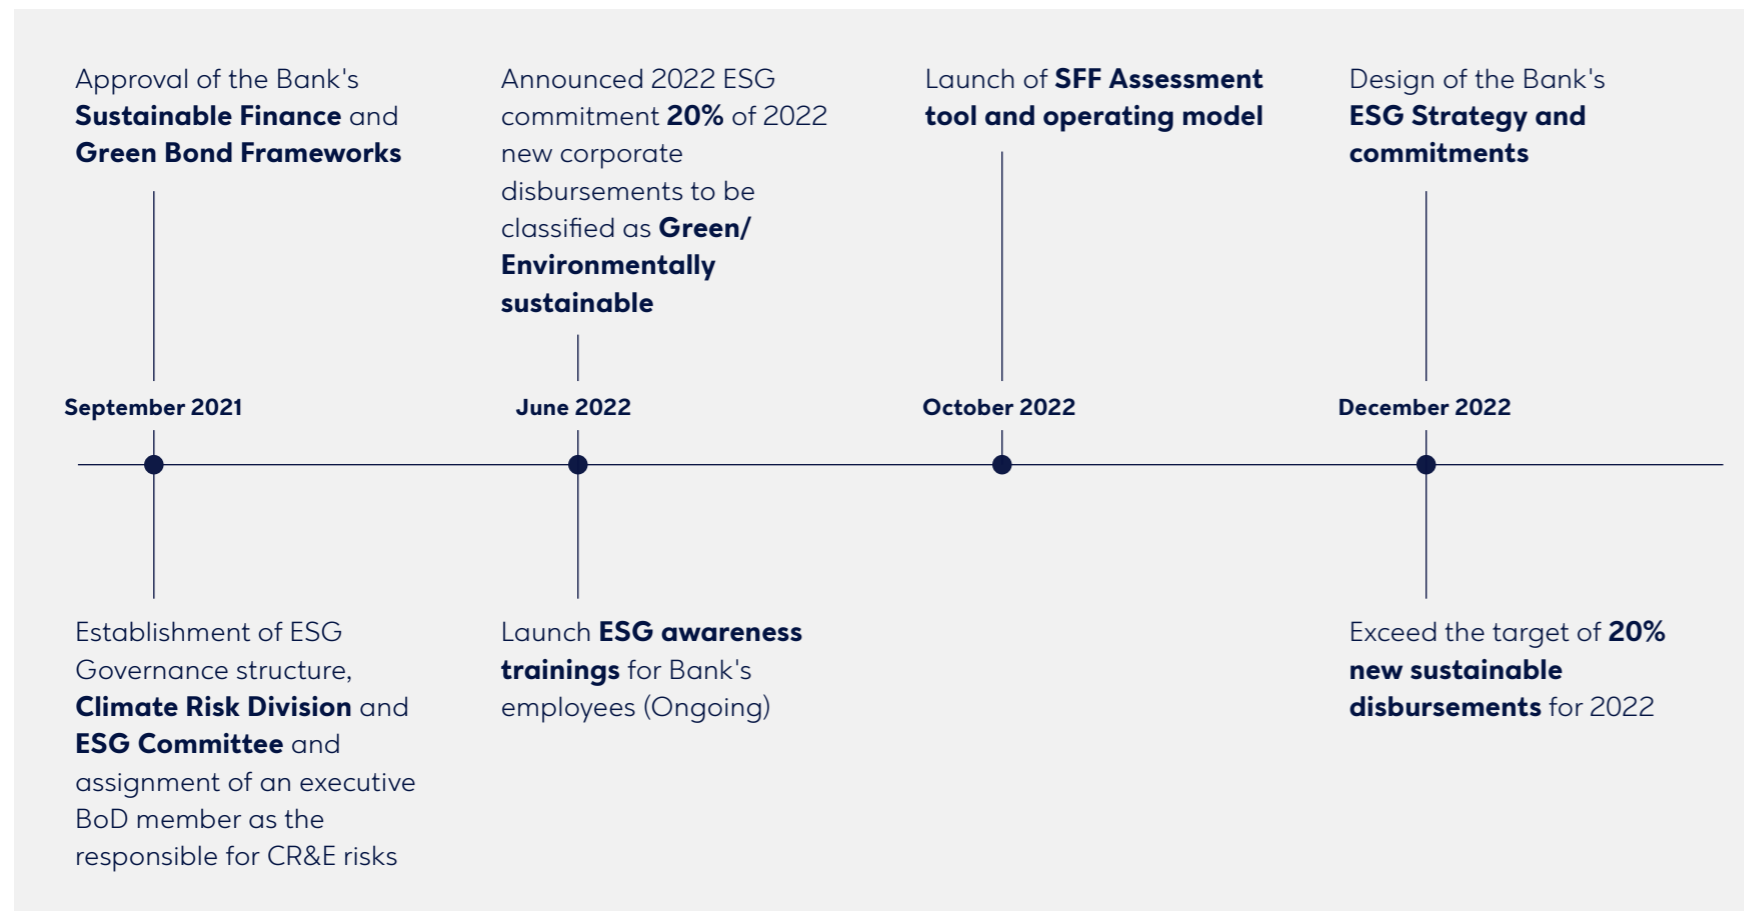 Approval of the Bank's
Sustainable Finance and
Green Bond Frameworks
September 2021
Establishment of ESG
Governance structure,
Climate Risk Division and
ESG Committee and
assignment of an executive
BoD member as the
responsible for CR&E risks
Announced 2022 ESG
commitment 20% of 2022
new corporate
disbursements to be
classified as Green/
Environmentally
sustainable
June 2022
Launch ESG awareness
trainings for Bank's
employees (Ongoing)
Launch of SFF Assessment
tool and operating model
October 2022
Design of the Bank's
ESG Strategy and
commitments
December 2022
Exceed the target of 20%
new sustainable
disbursements for 2022